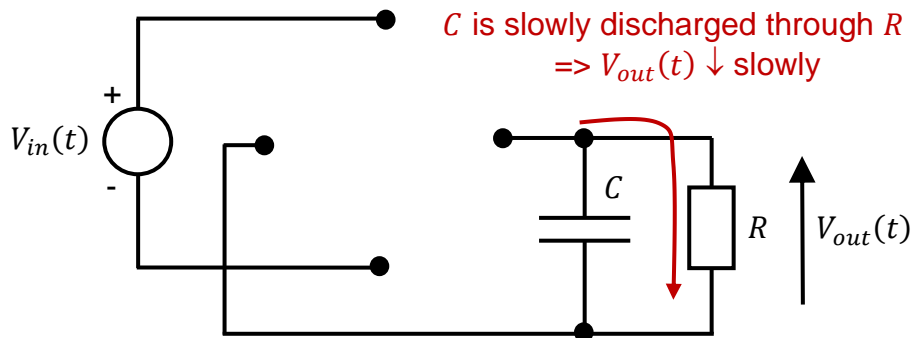 C is slowly discharged through R
=> V_out(t) ↓ slowly
+
V_in(t)
-
C
R
V_out(t)